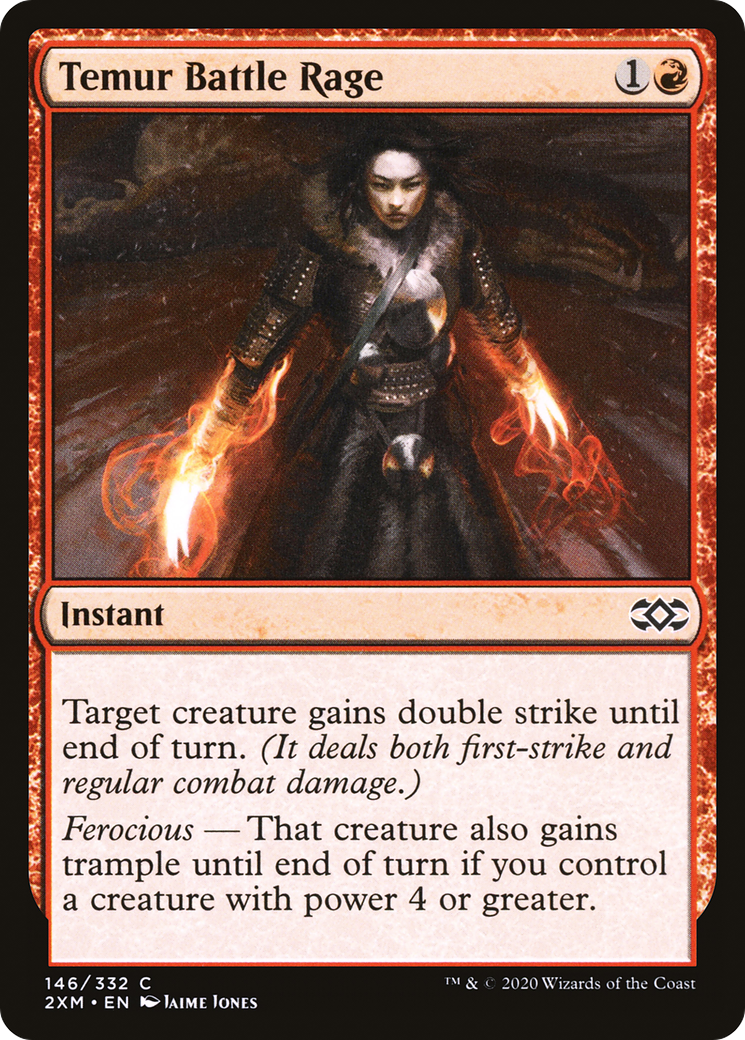 Temur Battle Rage 1
Instant
Target creature gains double strike until
end of turn. (It deals both first-strike and
regular combat damage.)
Ferocious — That creature also gains
trample until end of turn if you control
a creature with power 4 or greater.
146/332 C
2XM • EN Jaime Jones
™ & © 2020 Wizards of the Coast